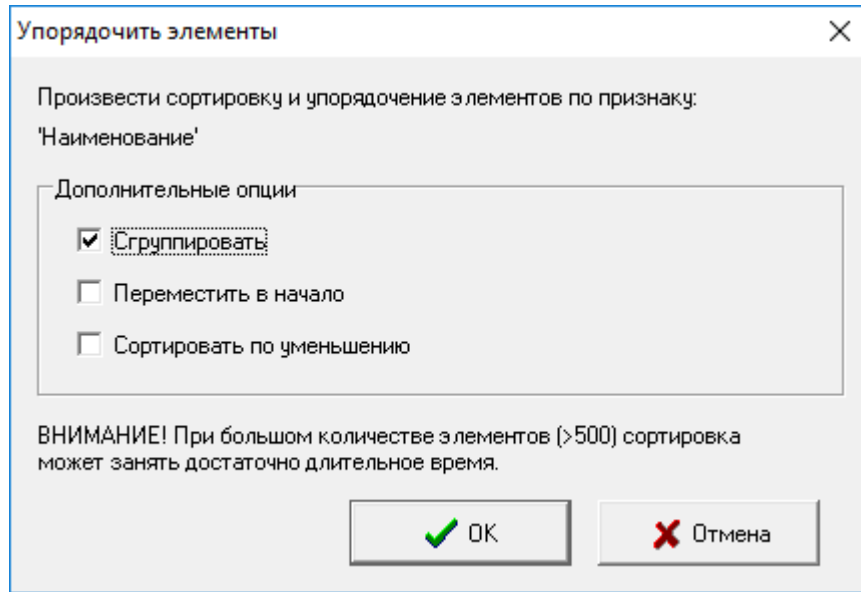 Упорядочить элементы
Произвести сортировку и упорядочение элементов по признаку:
'Наименование'
Дополнительные опции
Сгруппировать
Переместить в начало
Сортировать по уменьшению
ВНИМАНИЕ! При большом количестве элементов (>500) сортировка
может занять достаточно длительное время.
OK
Отмена